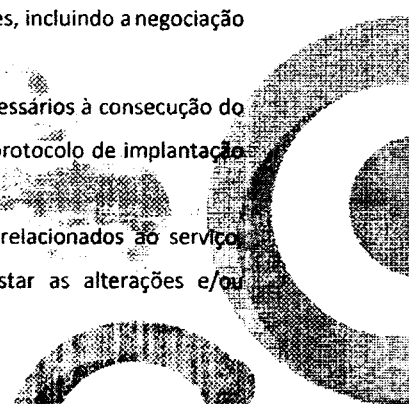 es, incluindo a negociação
essários à consecução do
protocolo de implantação
relacionados ao serviço,
star as alterações e/ou